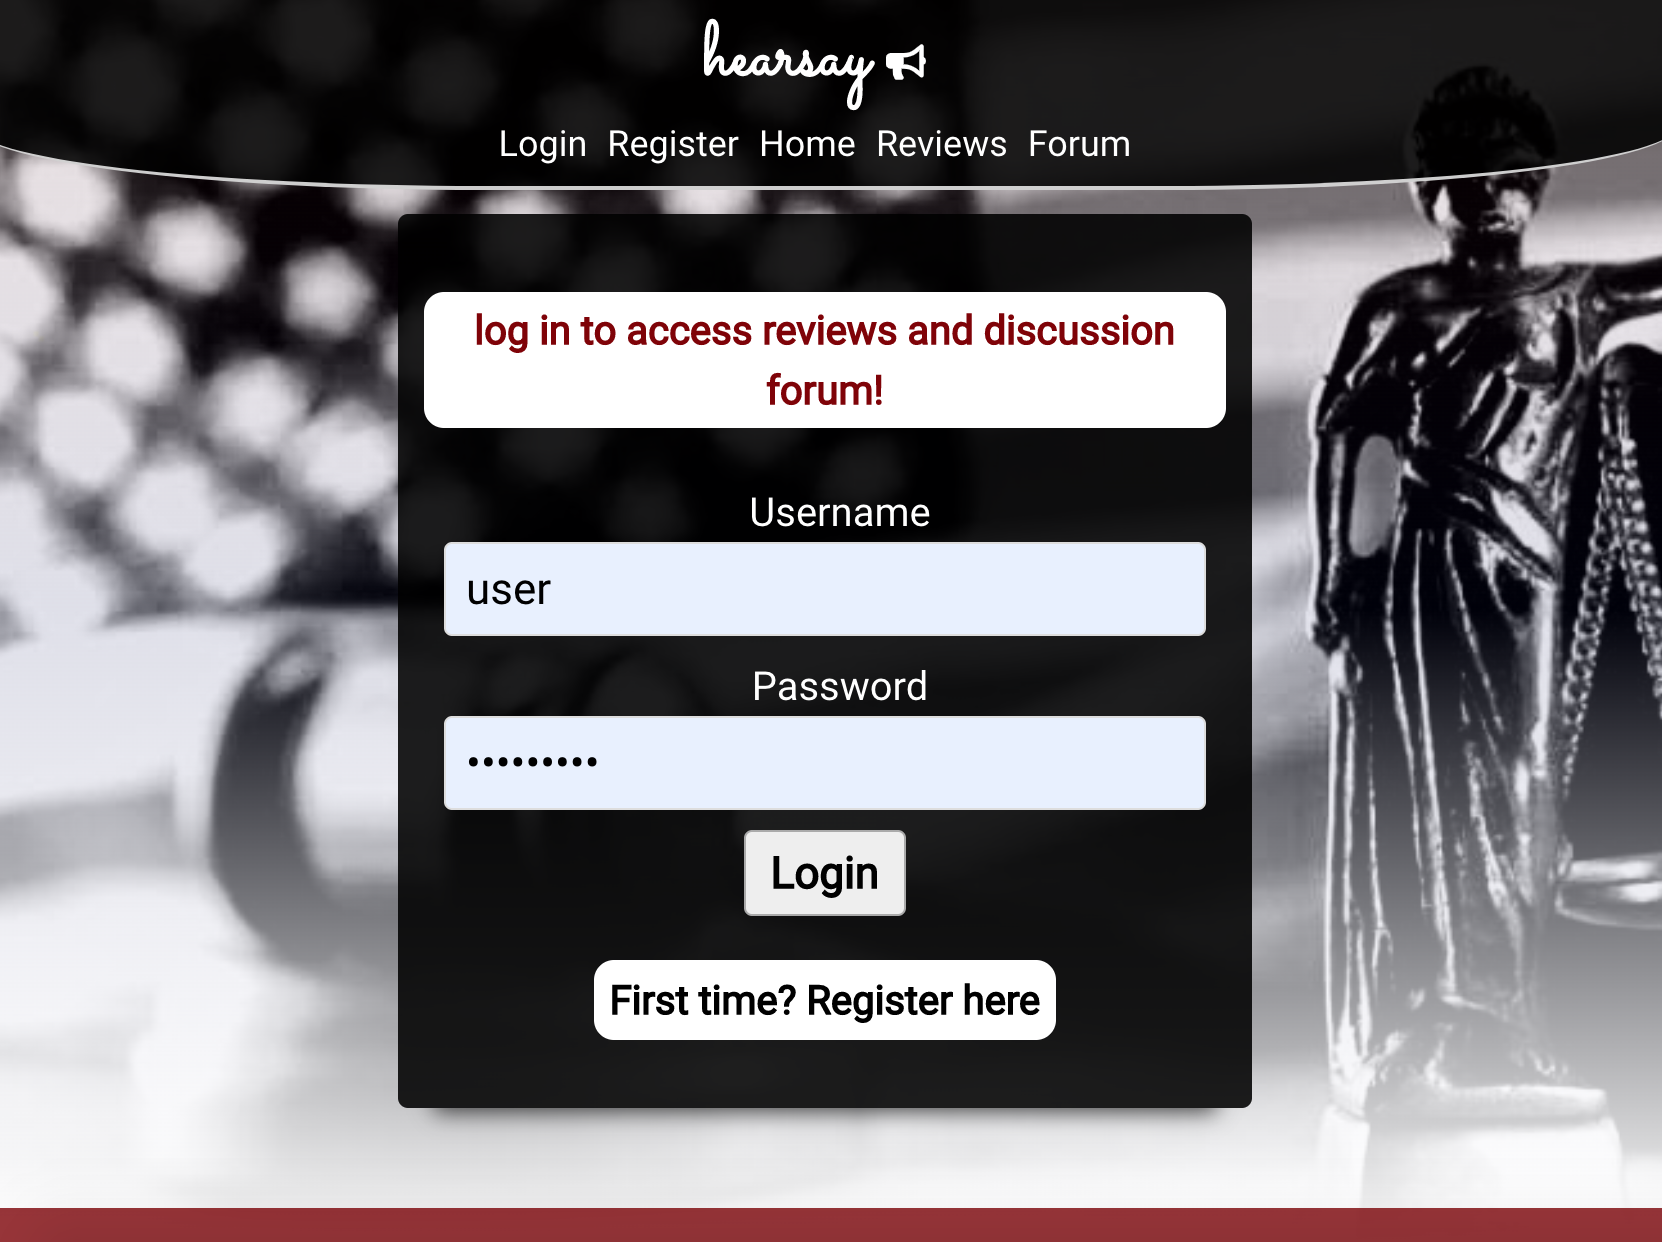 hearsay
Login Register Home Reviews Forum
log in to access reviews and discussion
forum!
Username
user
Password
•••••••••
Login
First time? Register here